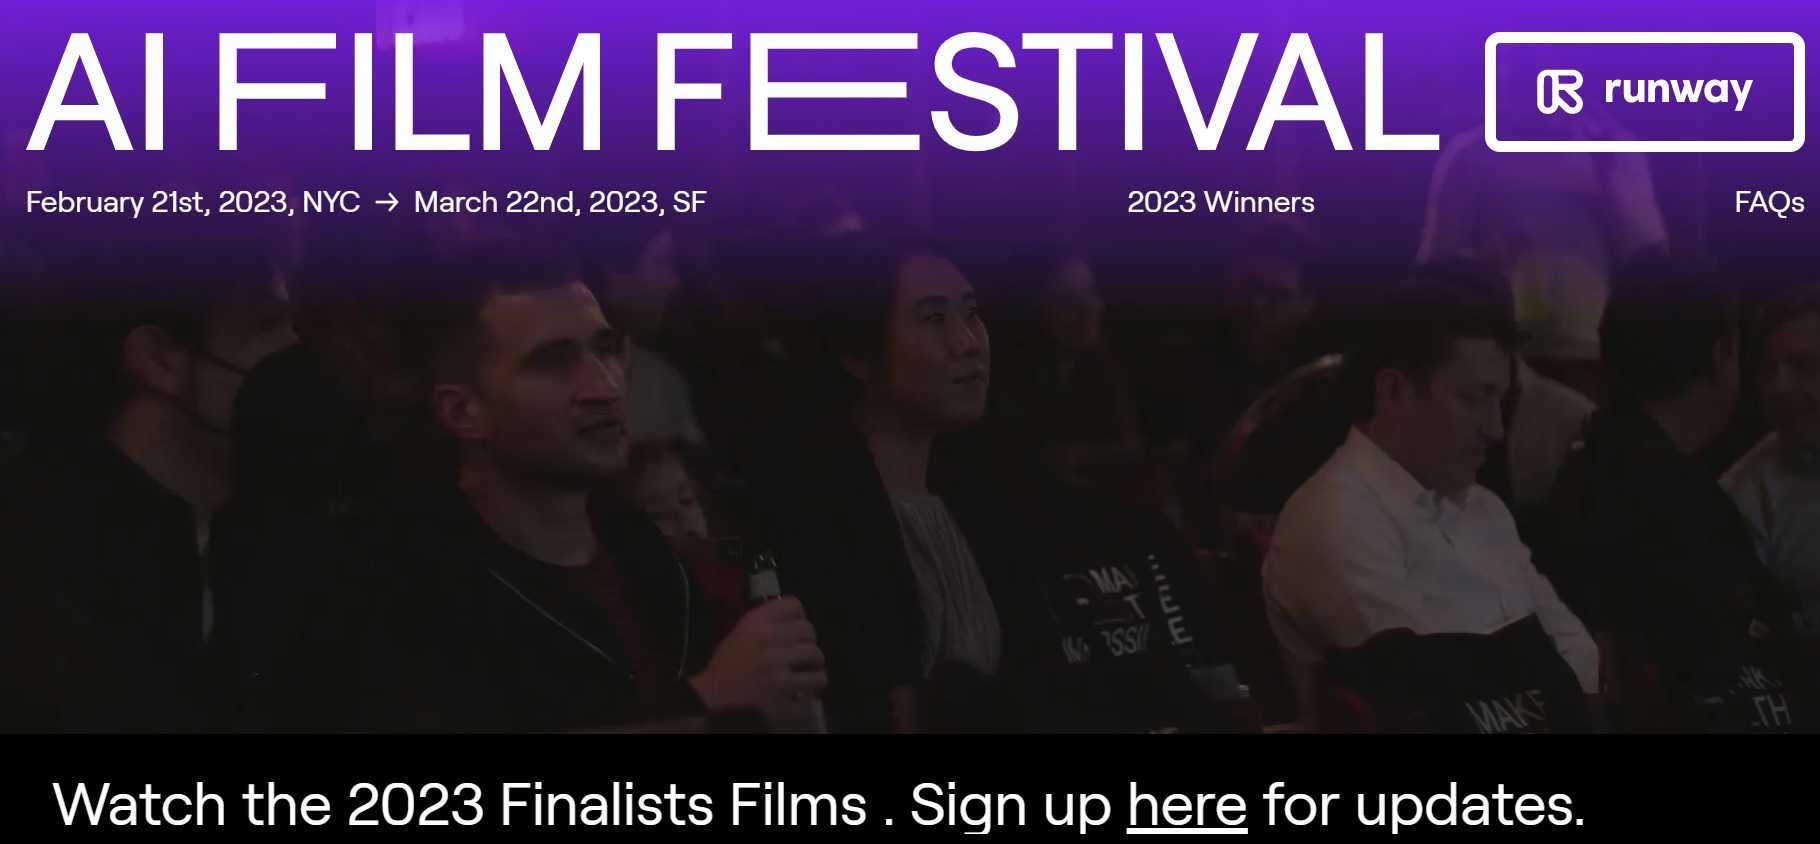 AI FILM FESTIVAL
runway
February 21st, 2023, NYC → March 22nd, 2023, SF
2023 Winners
FAQs
MAKE
Watch the 2023 Finalists Films . Sign up here for updates.